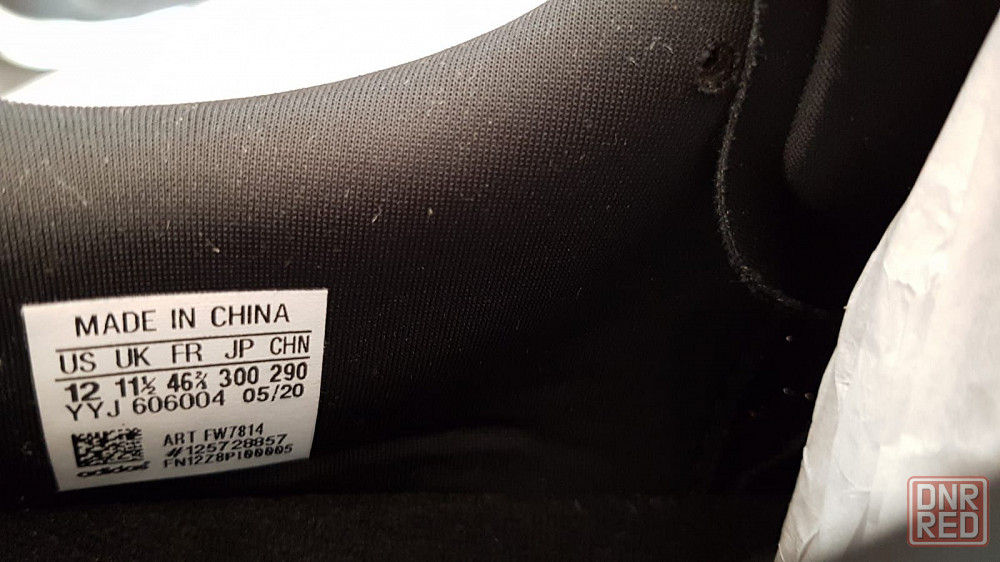 MADE IN CHINA
US UK FR JP CHN
12 11½ 46⅔ 300 290
YYJ 606004 05/20
ART FW7814
#125728857
FN12Z8PI00005
adidas
DNR
RED